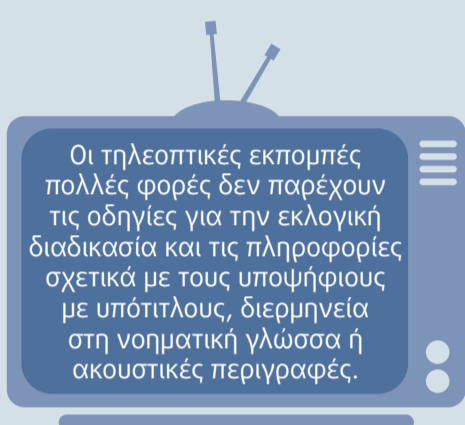 Οι τηλεοπτικές εκπομπές
πολλές φορές δεν παρέχουν
τις οδηγίες για την εκλογική
διαδικασία και τις πληροφορίες
σχετικά με τους υποψήφιους
με υπότιτλους, διερμηνεία
στη νοηματική γλώσσα ή
ακουστικές περιγραφές.